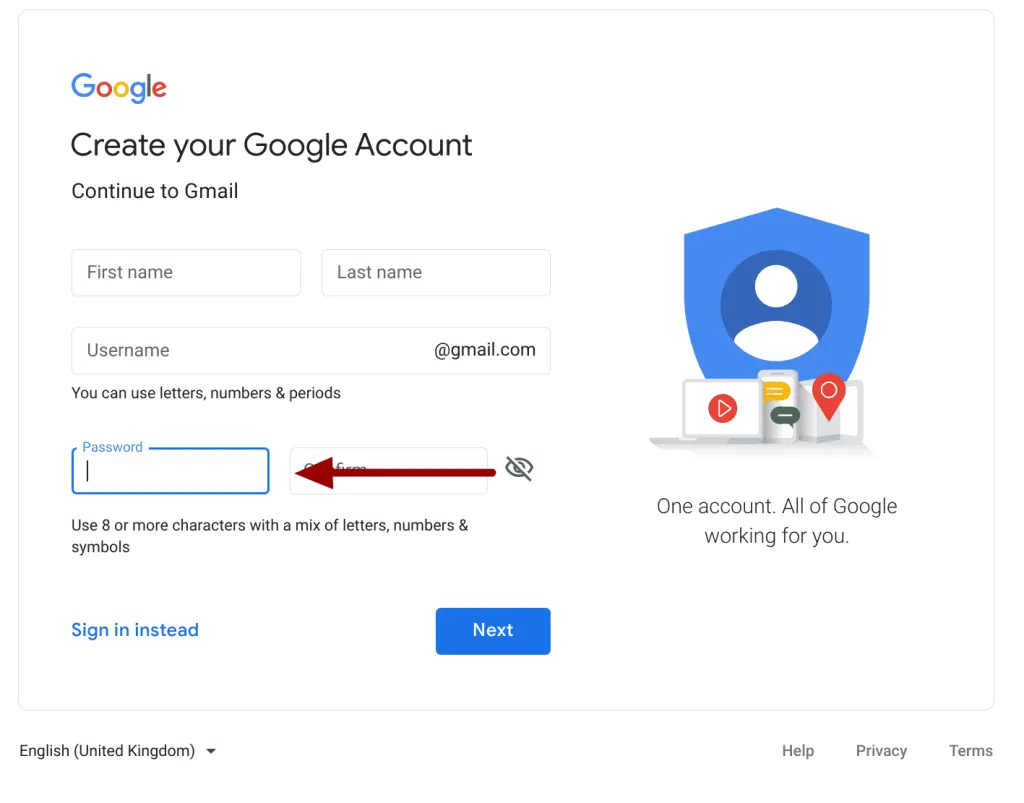 Google
Create your Google Account
Continue to Gmail
First name
Last name
Username
@gmail.com
You can use letters, numbers & periods
Password
Confirm
Use 8 or more characters with a mix of letters, numbers &
symbols
One account. All of Google
working for you.
Sign in instead
Next
English (United Kingdom)
Help
Privacy
Terms